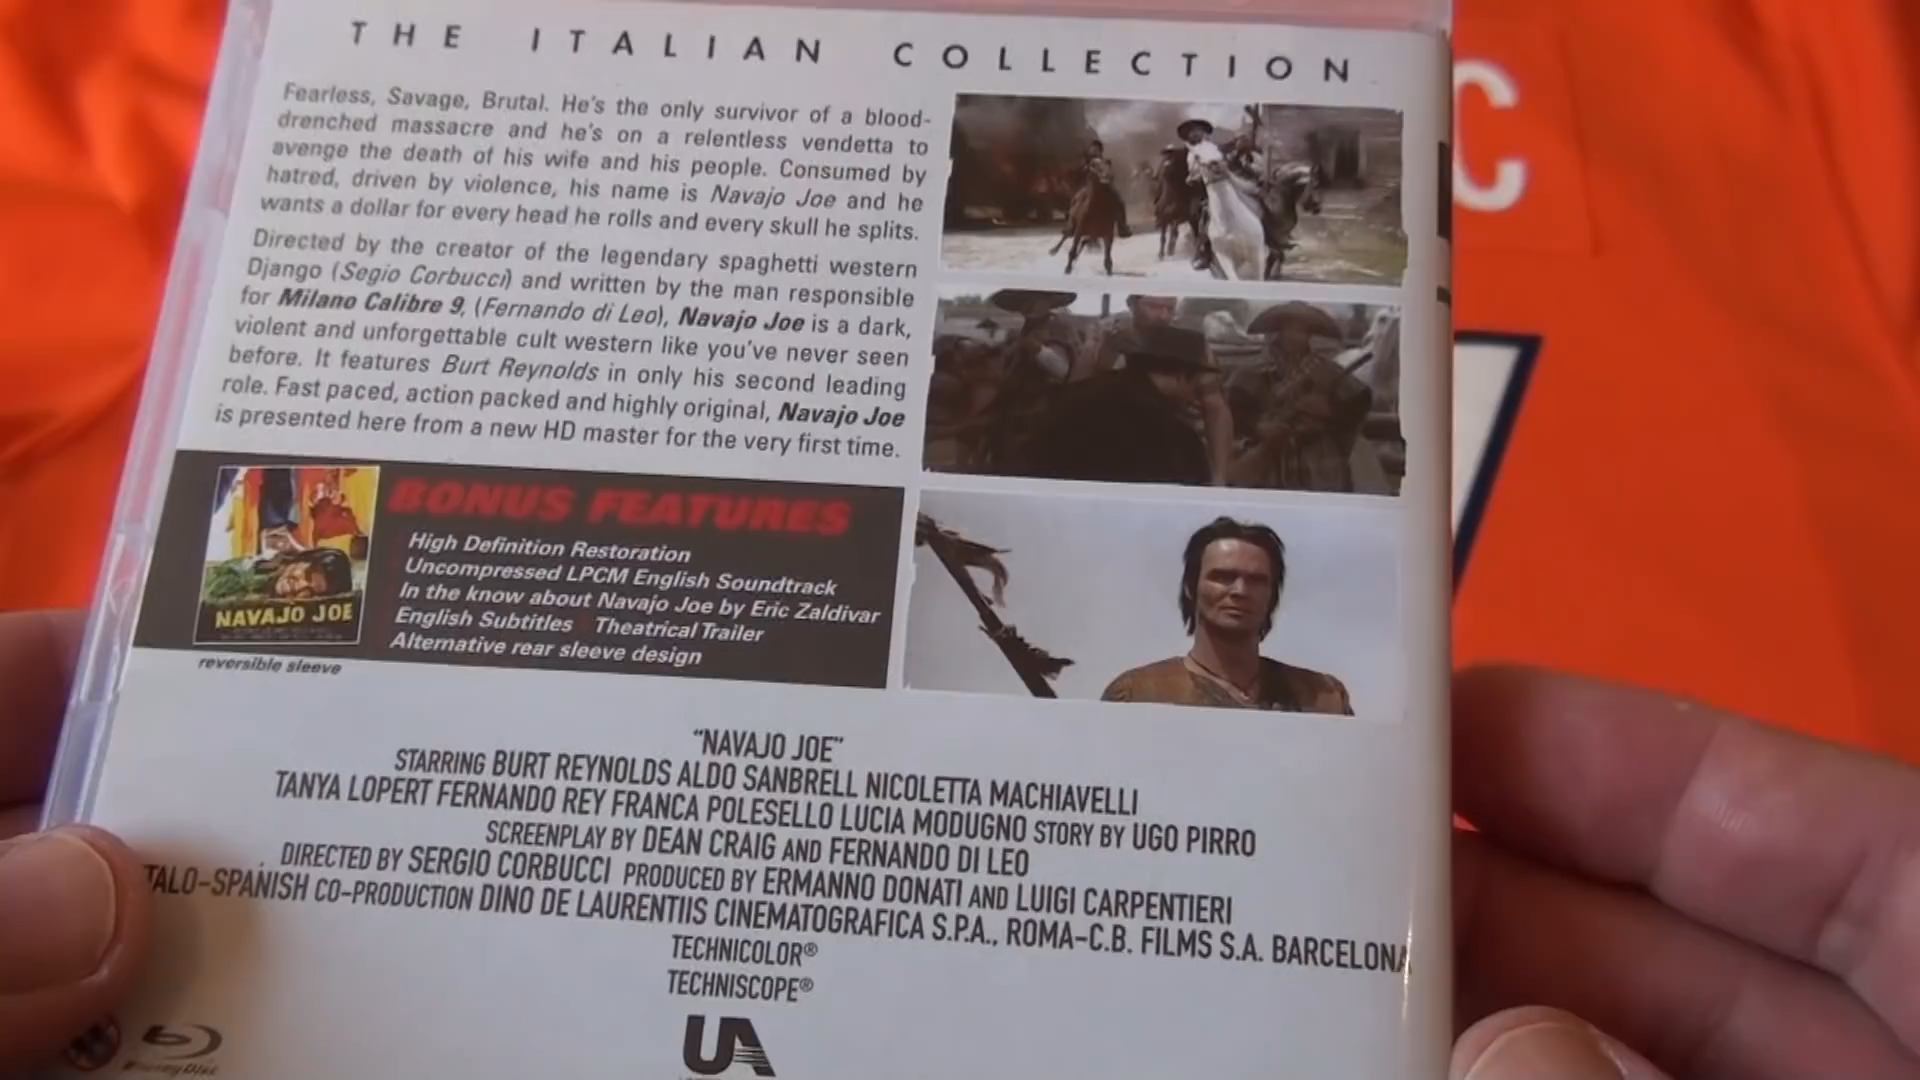 THE ITALIAN COLLECTION
Fearless, Savage, Brutal. He's the only survivor of a blood-
drenched massacre and he's on a relentless vendetta to
avenge the death of his wife and his people. Consumed by
hatred, driven by violence, his name is Navajo Joe and he
wants a dollar for every head he rolls and every skull he splits.
Directed by the creator of the legendary spaghetti western
Django (Segio Corbucci) and written by the man responsible
for Milano Calibre 9, (Fernando di Leo), Navajo Joe is a dark,
violent and unforgettable cult western like you've never seen
before. It features Burt Reynolds in only his second leading
role. Fast paced, action packed and highly original, Navajo Joe
is presented here from a new HD master for the very first time.
BONUS FEATURES
High Definition Restoration
Uncompressed LPCM English Soundtrack
In the know about Navajo Joe by Eric Zaldivar
English Subtitles Theatrical Trailer
Alternative rear sleeve design
NAVAJO JOE
reversible sleeve
"NAVAJO JOE"
STARRING BURT REYNOLDS ALDO SANBRELL NICOLETTA MACHIAVELLI
TANYA LOPERT FERNANDO REY FRANCA POLESELLO LUCIA MODUGNO STORY BY UGO PIRRO
SCREENPLAY BY DEAN CRAIG AND FERNANDO DI LEO
DIRECTED BY SERGIO CORBUCCI PRODUCED BY ERMANNO DONATI AND LUIGI CARPENTIERI
TALO-SPANISH CO-PRODUCTION DINO DE LAURENTIIS CINEMATOGRAFICA S.P.A., ROMA-C.B. FILMS S.A. BARCELONA
TECHNICOLOR®
TECHNISCOPE®
UA
Blu-ray Disc
C